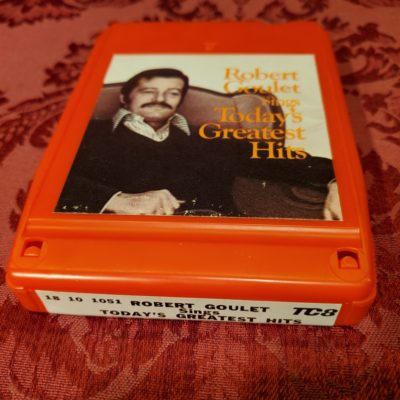 Robert
Goulet
Sings
Today's
Greatest
Hits
18 10 1051 ROBERT GOULET TC8
Sings
TODAY'S GREATEST HITS